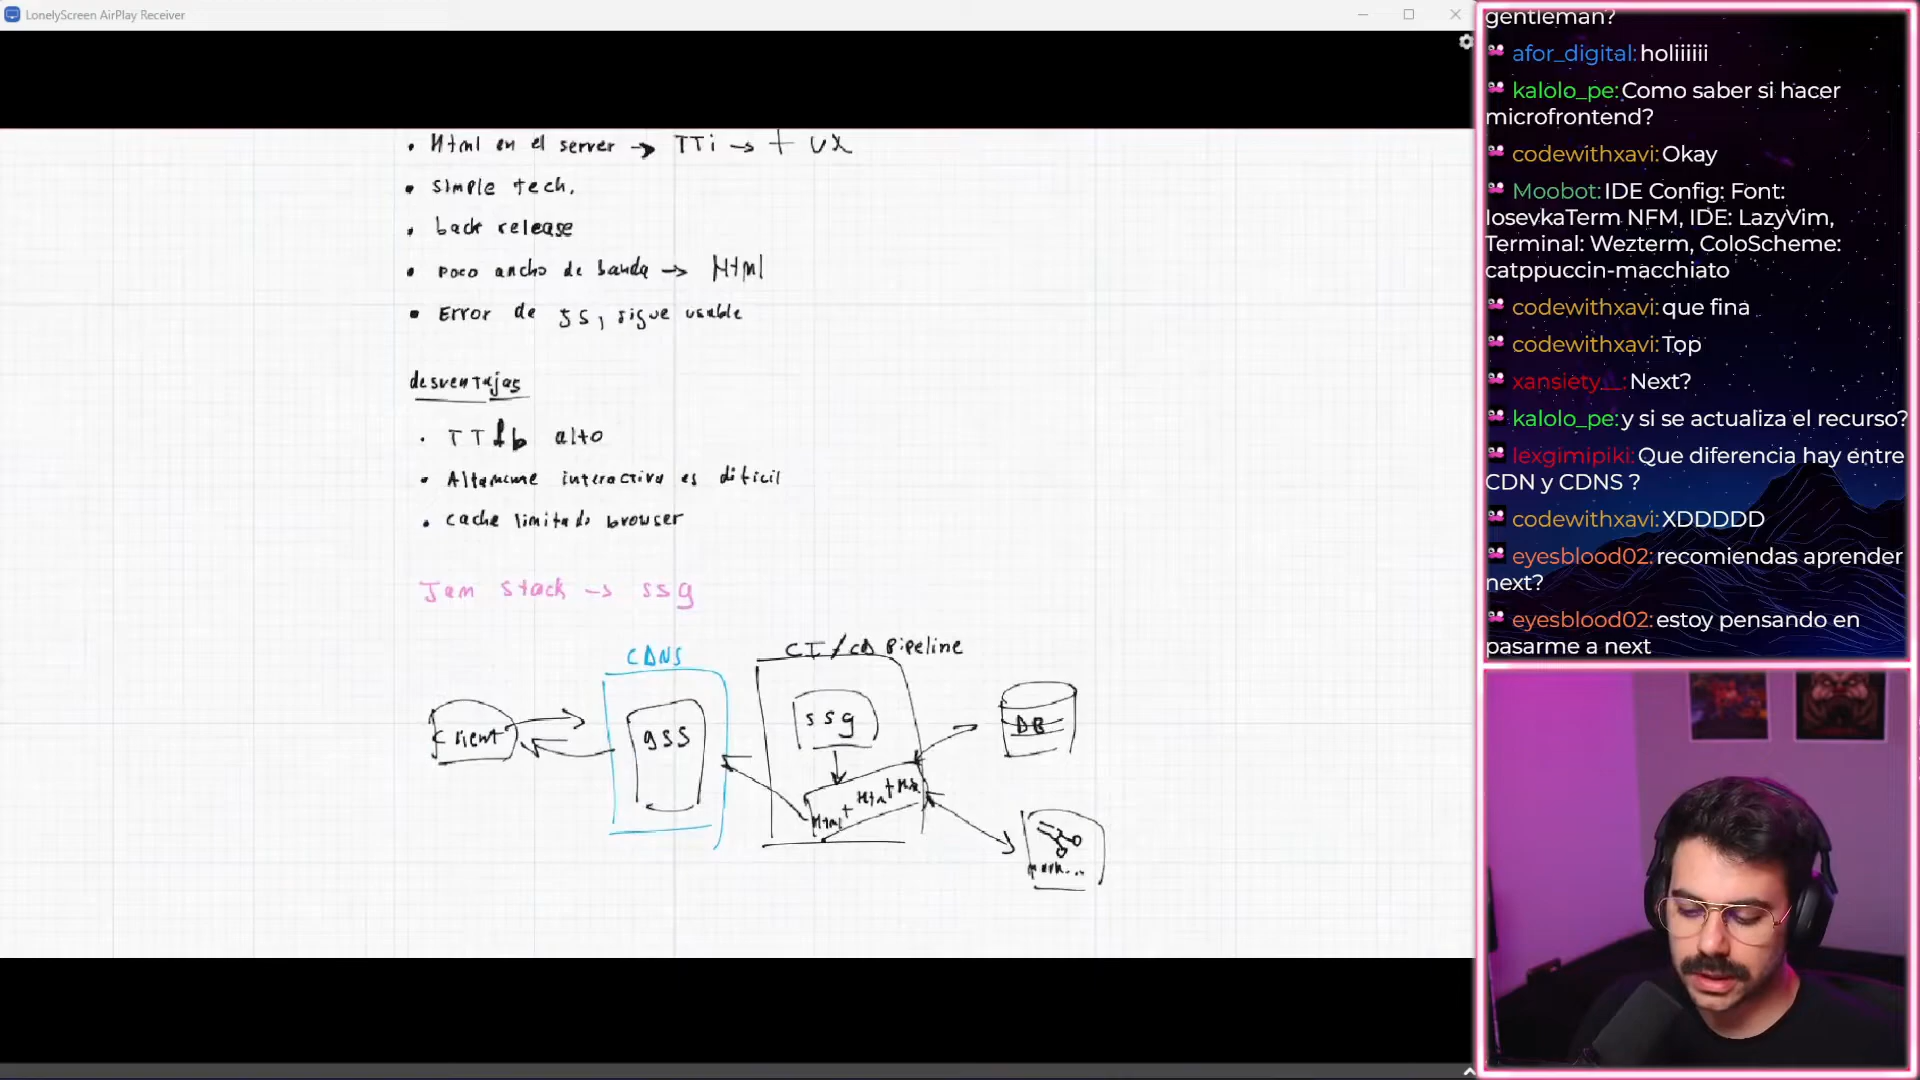 LonelyScreen AirPlay Receiver
• Html en el server → TTi → + UX
• simple tech.
• back release
• poco ancho de banda → Html
• Error de JS, sigue usable
desventajas
• TTfb alto
• interactiva es dificil
• cache limitado browser
Jam stack → ssg
CDNS
CI/CD Pipeline
client
gss
ssg
DB
Html +
gentleman?
afor_digital: holiiiiii
kalolo_pe: Como saber si hacer
microfrontend?
codewithxavi: Okay
Moobot: IDE Config: Font:
IosevkaTerm NFM, IDE: LazyVim,
Terminal: Wezterm, ColoScheme:
catppuccin-macchiato
codewithxavi: que fina
codewithxavi: Top
xansiety__: Next?
kalolo_pe: y si se actualiza el recurso?
lexgimipiki: Que diferencia hay entre
CDN y CDNS ?
codewithxavi: XDDDDD
eyesblood02: recomiendas aprender
next?
eyesblood02: estoy pensando en
pasarme a next